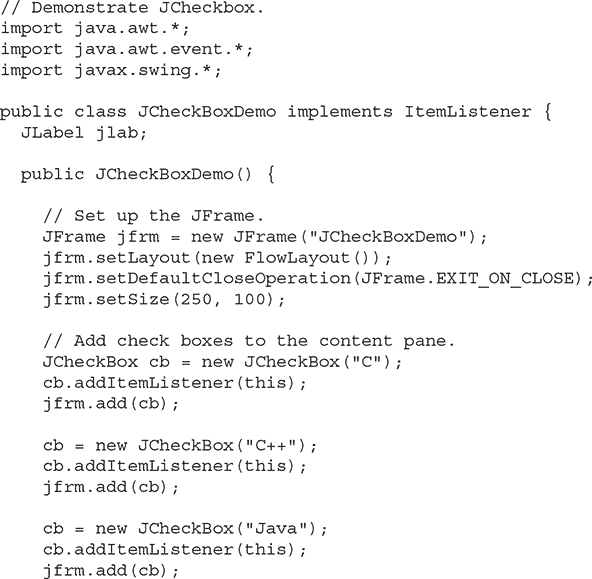 // Demonstrate JCheckbox.
import java.awt.*;
import java.awt.event.*;
import javax.swing.*;

public class JCheckBoxDemo implements ItemListener {
  JLabel jlab;

  public JCheckBoxDemo() {

    // Set up the JFrame.
    JFrame jfrm = new JFrame("JCheckBoxDemo");
    jfrm.setLayout(new FlowLayout());
    jfrm.setDefaultCloseOperation(JFrame.EXIT_ON_CLOSE);
    jfrm.setSize(250, 100);

    // Add check boxes to the content pane.
    JCheckBox cb = new JCheckBox("C");
    cb.addItemListener(this);
    jfrm.add(cb);

    cb = new JCheckBox("C++");
    cb.addItemListener(this);
    jfrm.add(cb);

    cb = new JCheckBox("Java");
    cb.addItemListener(this);
    jfrm.add(cb);